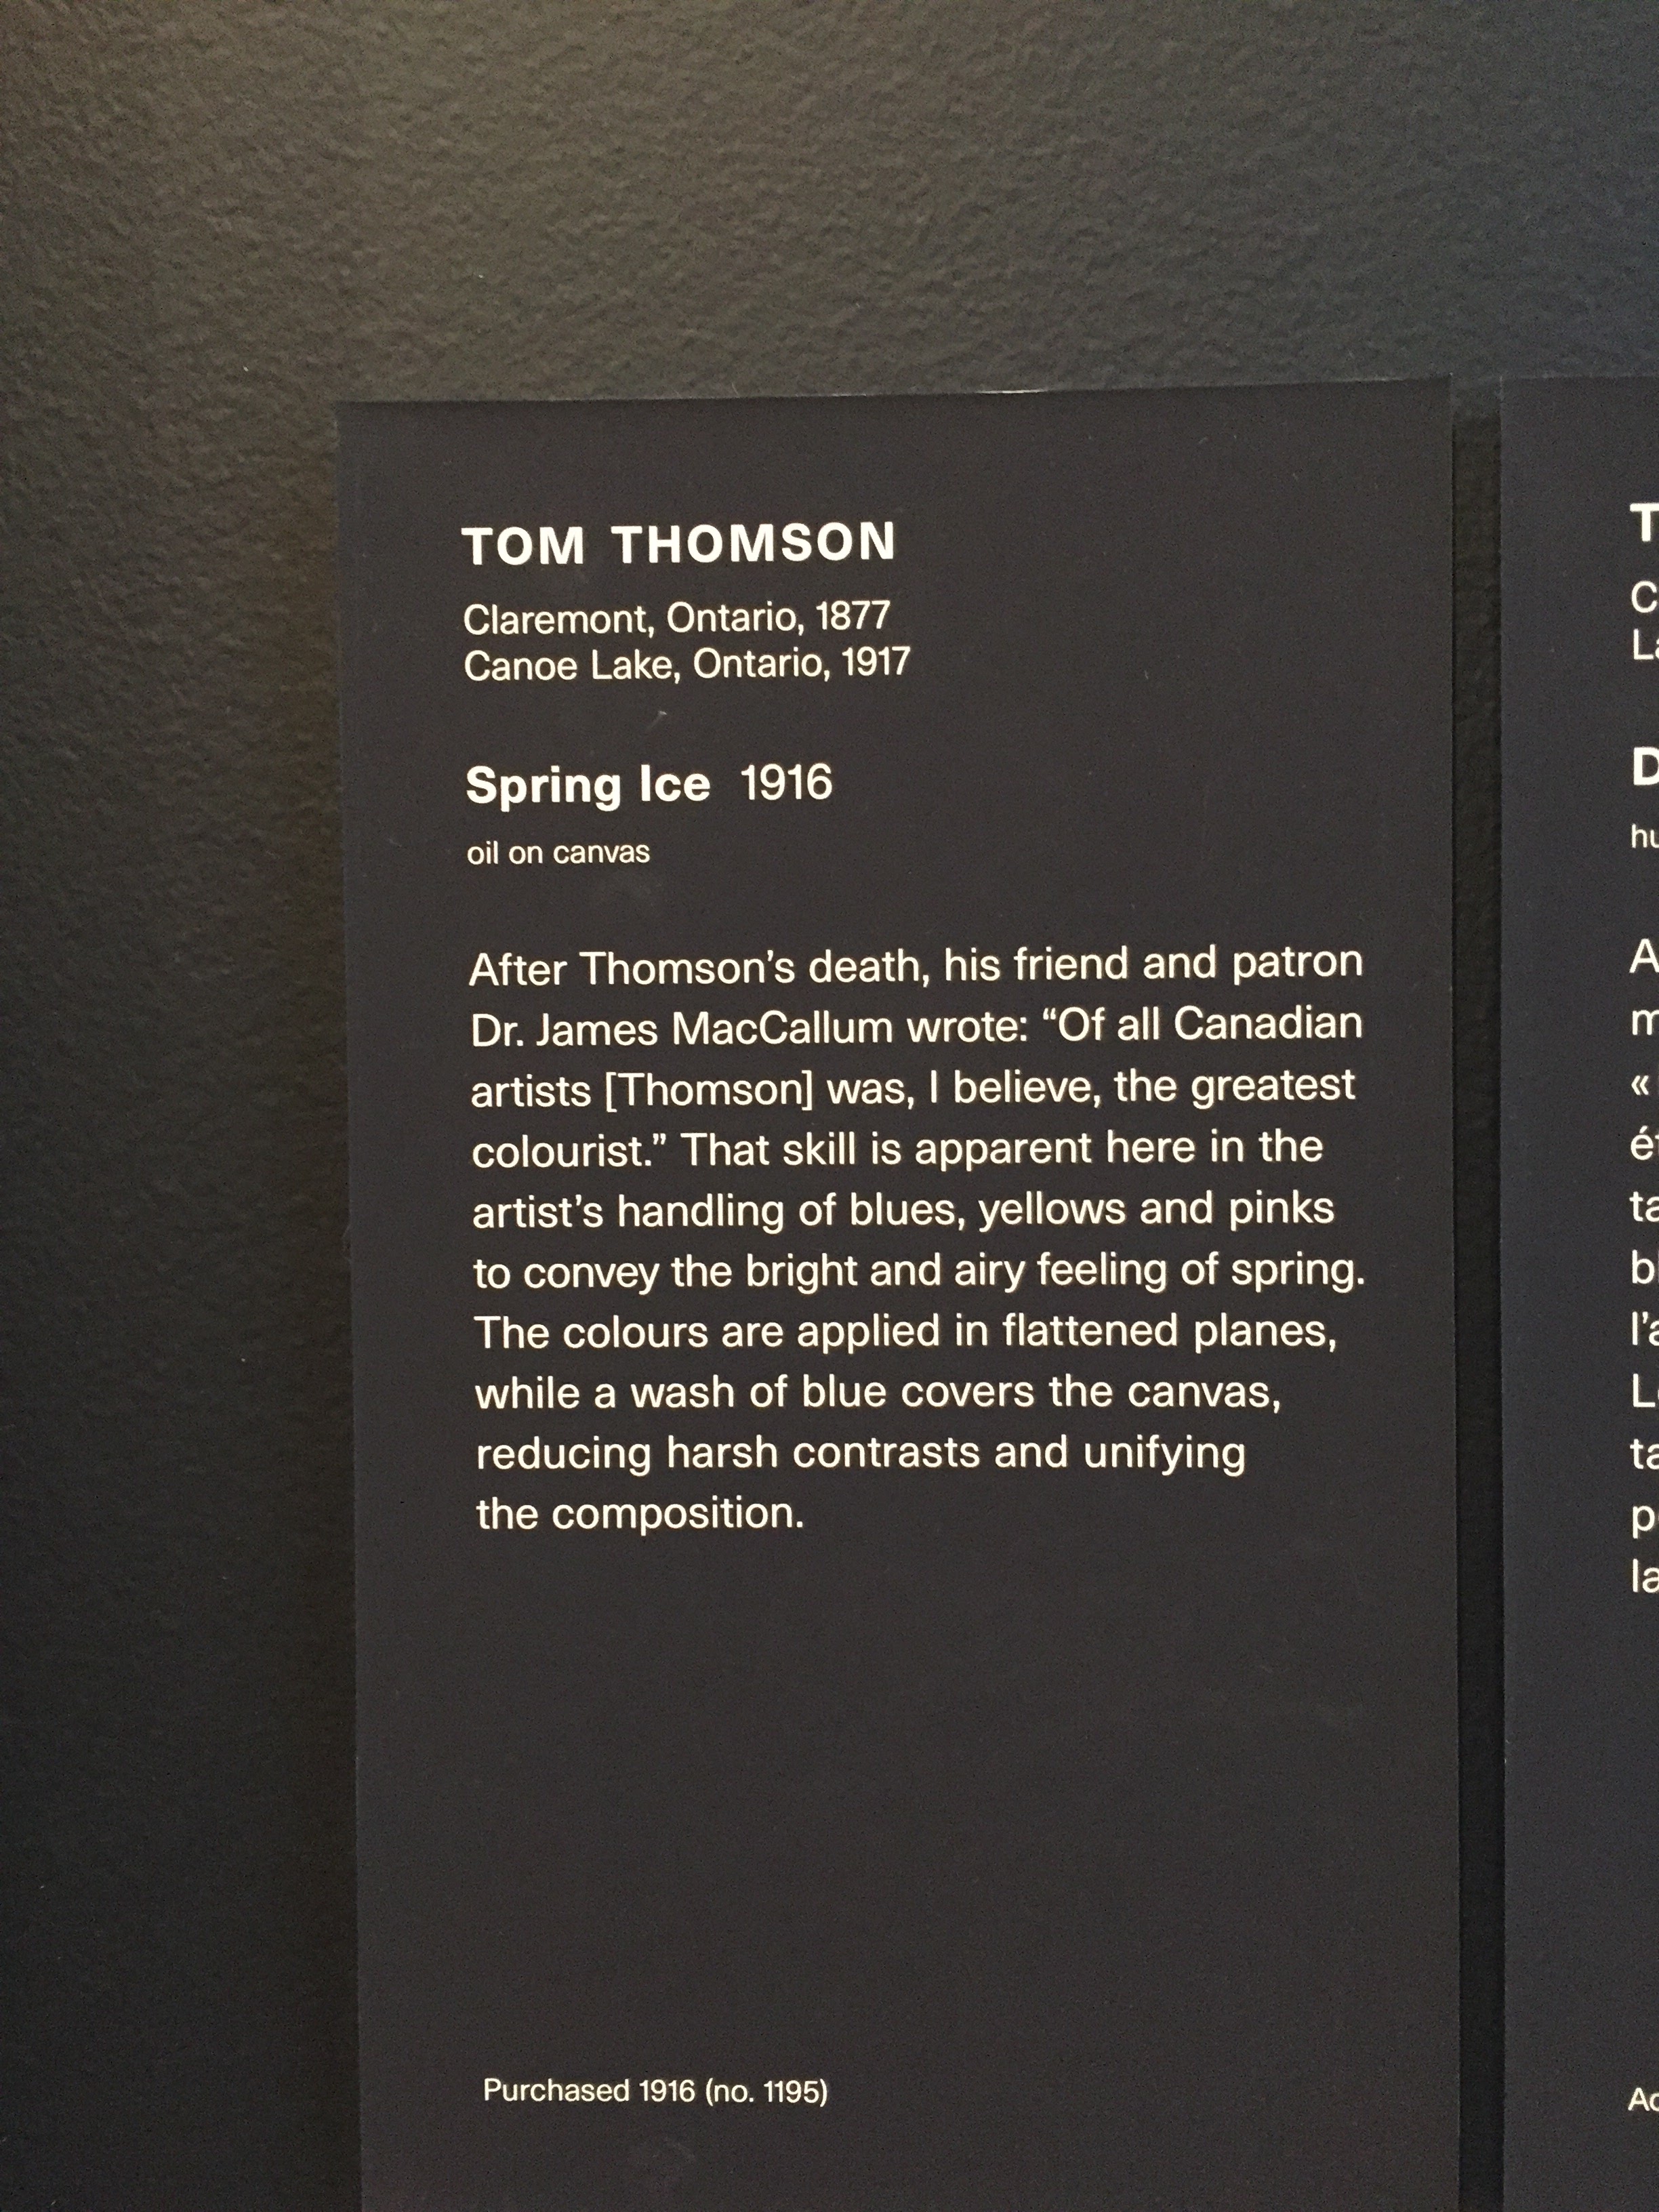 TOM THOMSON
Claremont, Ontario, 1877
Canoe Lake, Ontario, 1917
Spring Ice 1916
oil on canvas
After Thomson’s death, his friend and patron
Dr. James MacCallum wrote: “Of all Canadian
artists [Thomson] was, I believe, the greatest
colourist.” That skill is apparent here in the
artist’s handling of blues, yellows and pinks
to convey the bright and airy feeling of spring.
The colours are applied in flattened planes,
while a wash of blue covers the canvas,
reducing harsh contrasts and unifying
the composition.
Purchased 1916 (no. 1195)